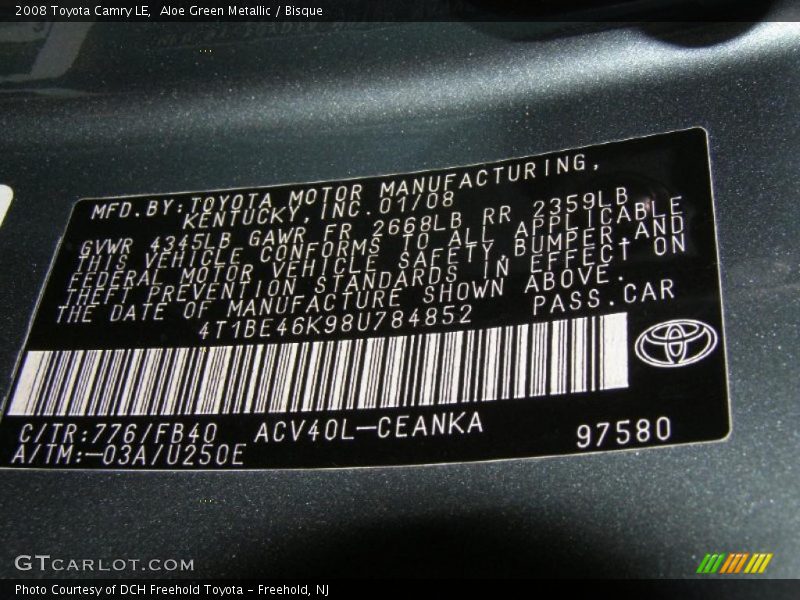 2008 Toyota Camry LE,  Aloe Green Metallic / Bisque
MFD.BY:TOYOTA MOTOR MANUFACTURING,
KENTUCKY,INC.01/08
GVWR 4345LB GAWR FR 2668LB RR 2359LB
THIS VEHICLE CONFORMS TO ALL APPLICABLE
FEDERAL MOTOR VEHICLE SAFETY,BUMPER,AND
THEFT PREVENTION STANDARDS IN EFFECT ON
THE DATE OF MANUFACTURE SHOWN ABOVE.
4T1BE46K98U784852 PASS.CAR
C/TR:776/FB40 ACV40L-CEANKA 97580
A/TM:-03A/U250E
GTCARLOT.COM
Photo Courtesy of DCH Freehold Toyota - Freehold, NJ